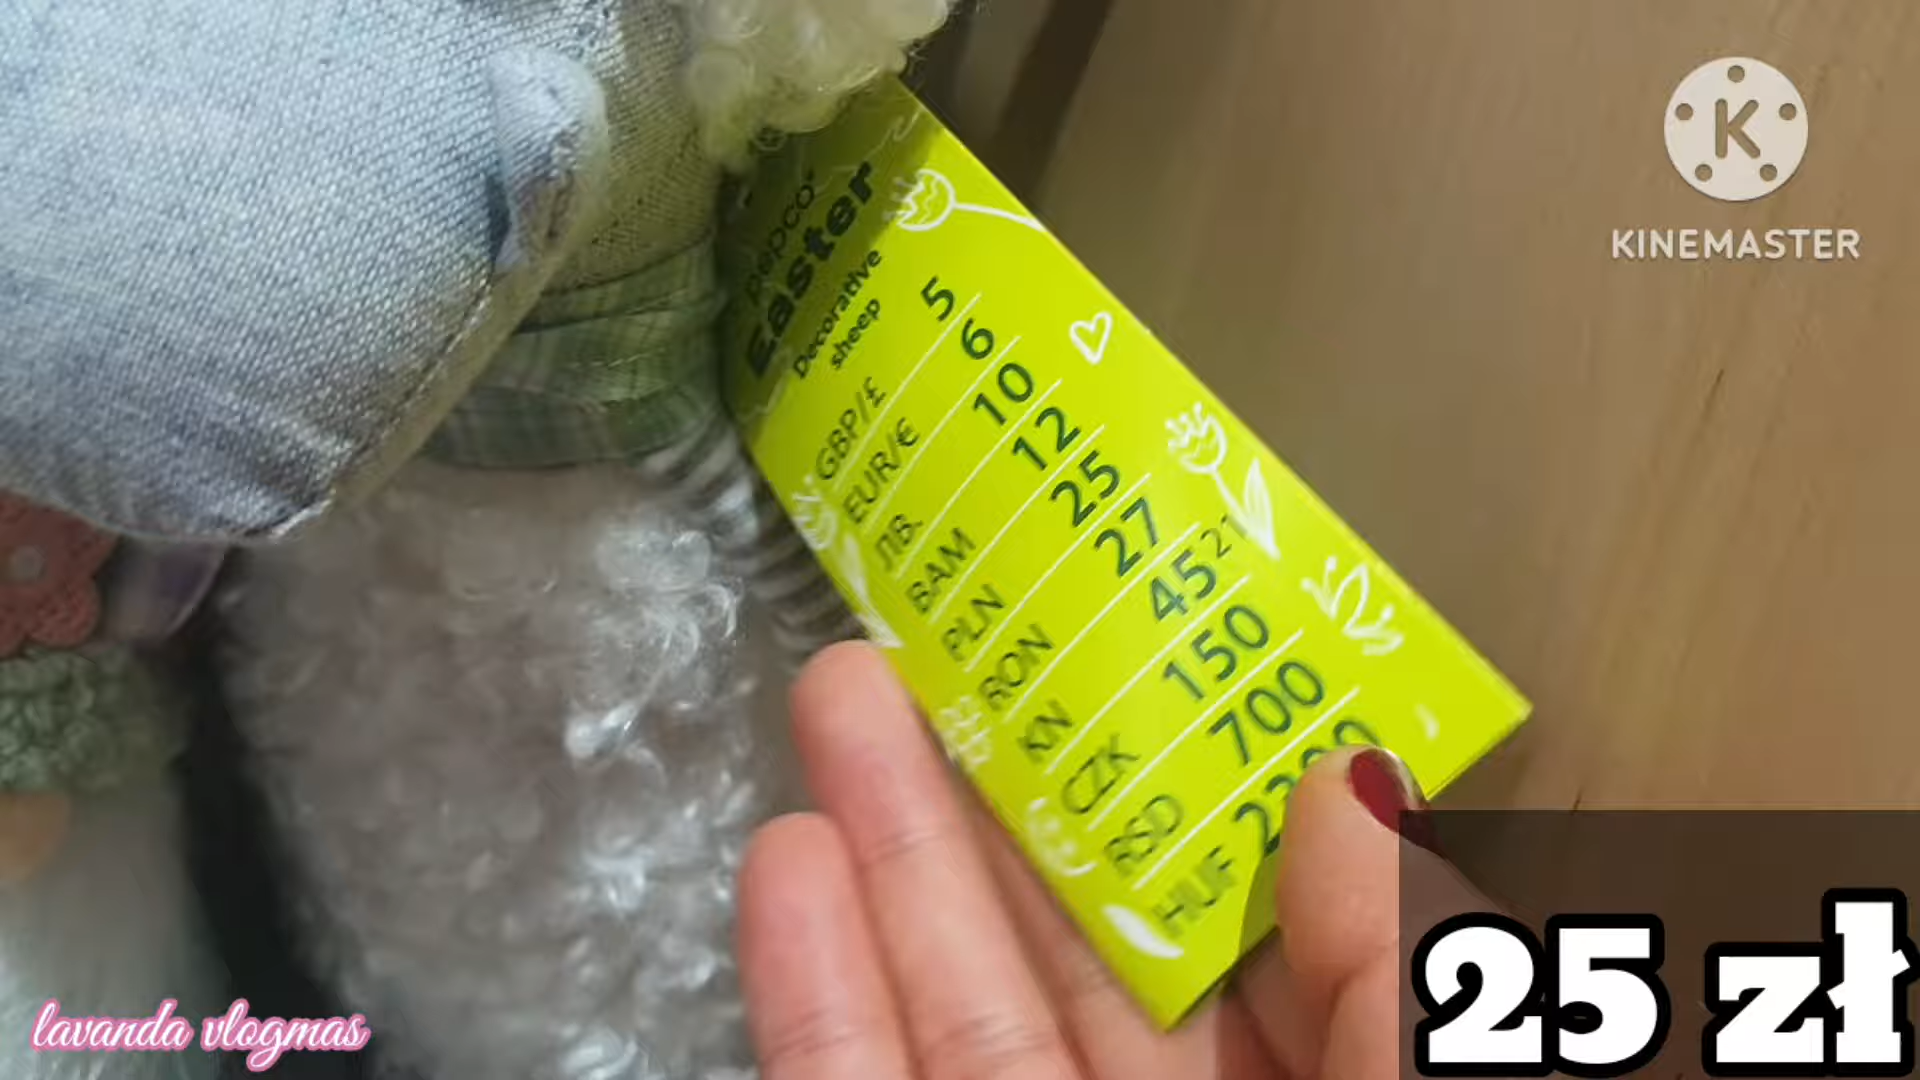 pepco
Easter
Decorative
sheep
GBP/£ 5
EUR/€ 6
ЛВ. 10
BAM 12
PLN 25
RON 27
KN 45²¹
CZK 150
RSD 700
HUF
KINEMASTER
25 zł
lavanda vlogmas